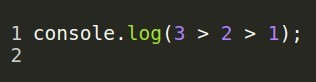 1 console.log(3 > 2 > 1);
2